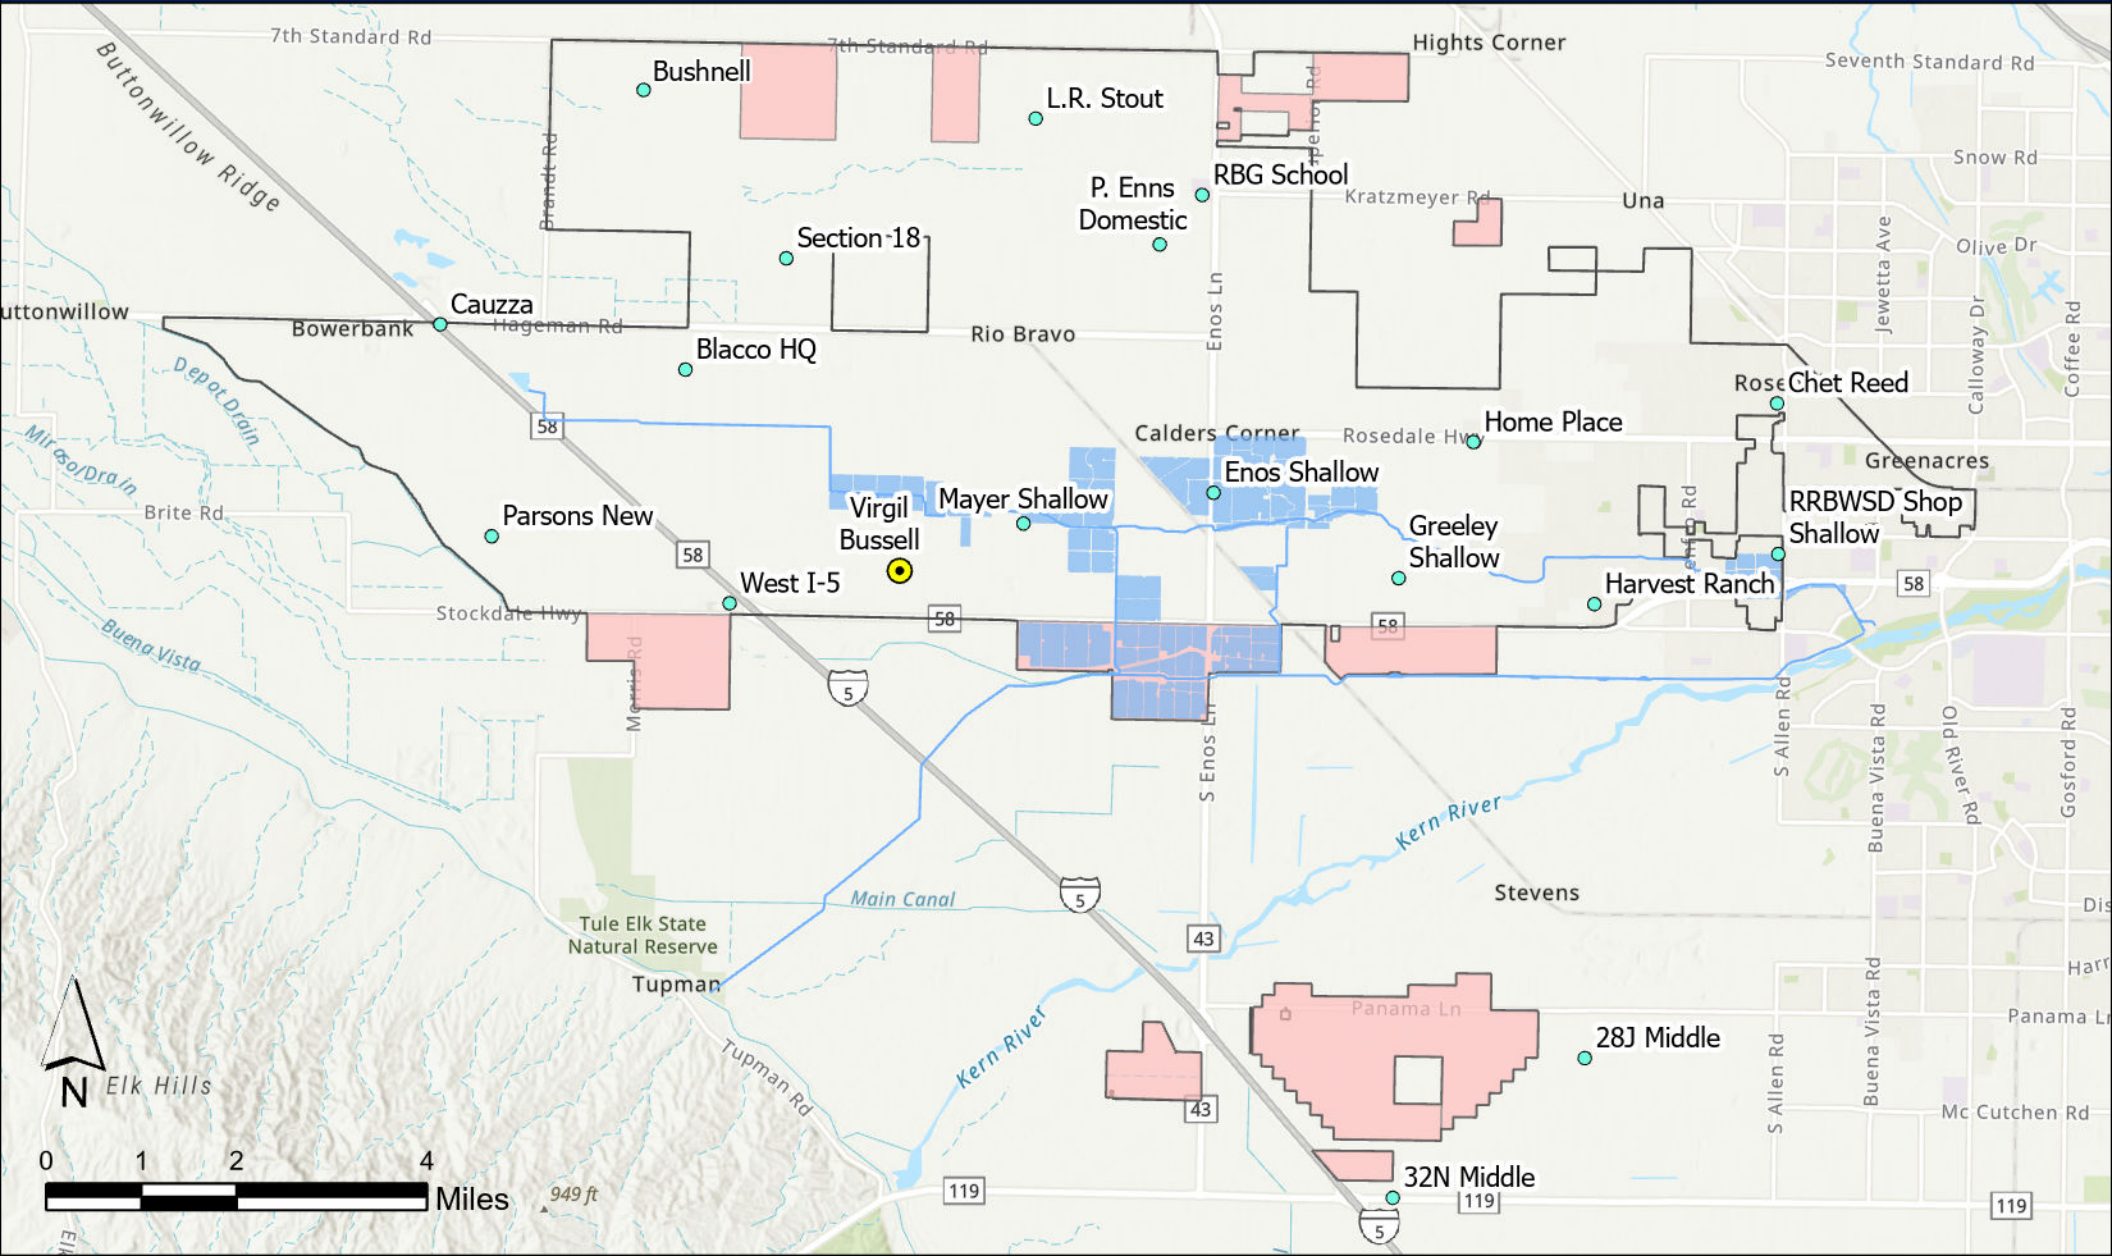 7th Standard Rd
7th Standard Rd
Hights Corner
Seventh Standard Rd
Buttonwillow Ridge
Bushnell
L.R. Stout
Brandt Rd
Snow Rd
RBG School
P. Enns
Domestic
Kratzmeyer Rd
Una
Jewetta Ave
Olive Dr
Section 18
Enos Ln
Calloway Dr
Coffee Rd
uttonwillow
Cauzza
Bowerbank
Hageman Rd
Rio Bravo
Blacco HQ
Depot Drain
Rose
Chet Reed
58
Calders Corner
Rosedale Hwy
Home Place
Greenacres
Enos Shallow
Brite Rd
Parsons New
Virgil
Bussell
Mayer Shallow
RRBWSD Shop
Shallow
Greeley
Shallow
58
West I-5
Harvest Ranch
58
Stockdale Hwy
58
58
Buena Vista
Morris Rd
5
S Enos Ln
S Allen Rd
Buena Vista Rd
Old River Rd
Gosford Rd
Kern River
5
Main Canal
Stevens
Dis
Tule Elk State
Natural Reserve
43
Tupman
Harr
Panama Ln
Panama Ln
28J Middle
Kern River
Tupman Rd
S Allen Rd
Buena Vista Rd
N
Elk Hills
43
Mc Cutchen Rd
0 1 2 4
Miles
949 ft
119
32N Middle
119
119
5
Elk